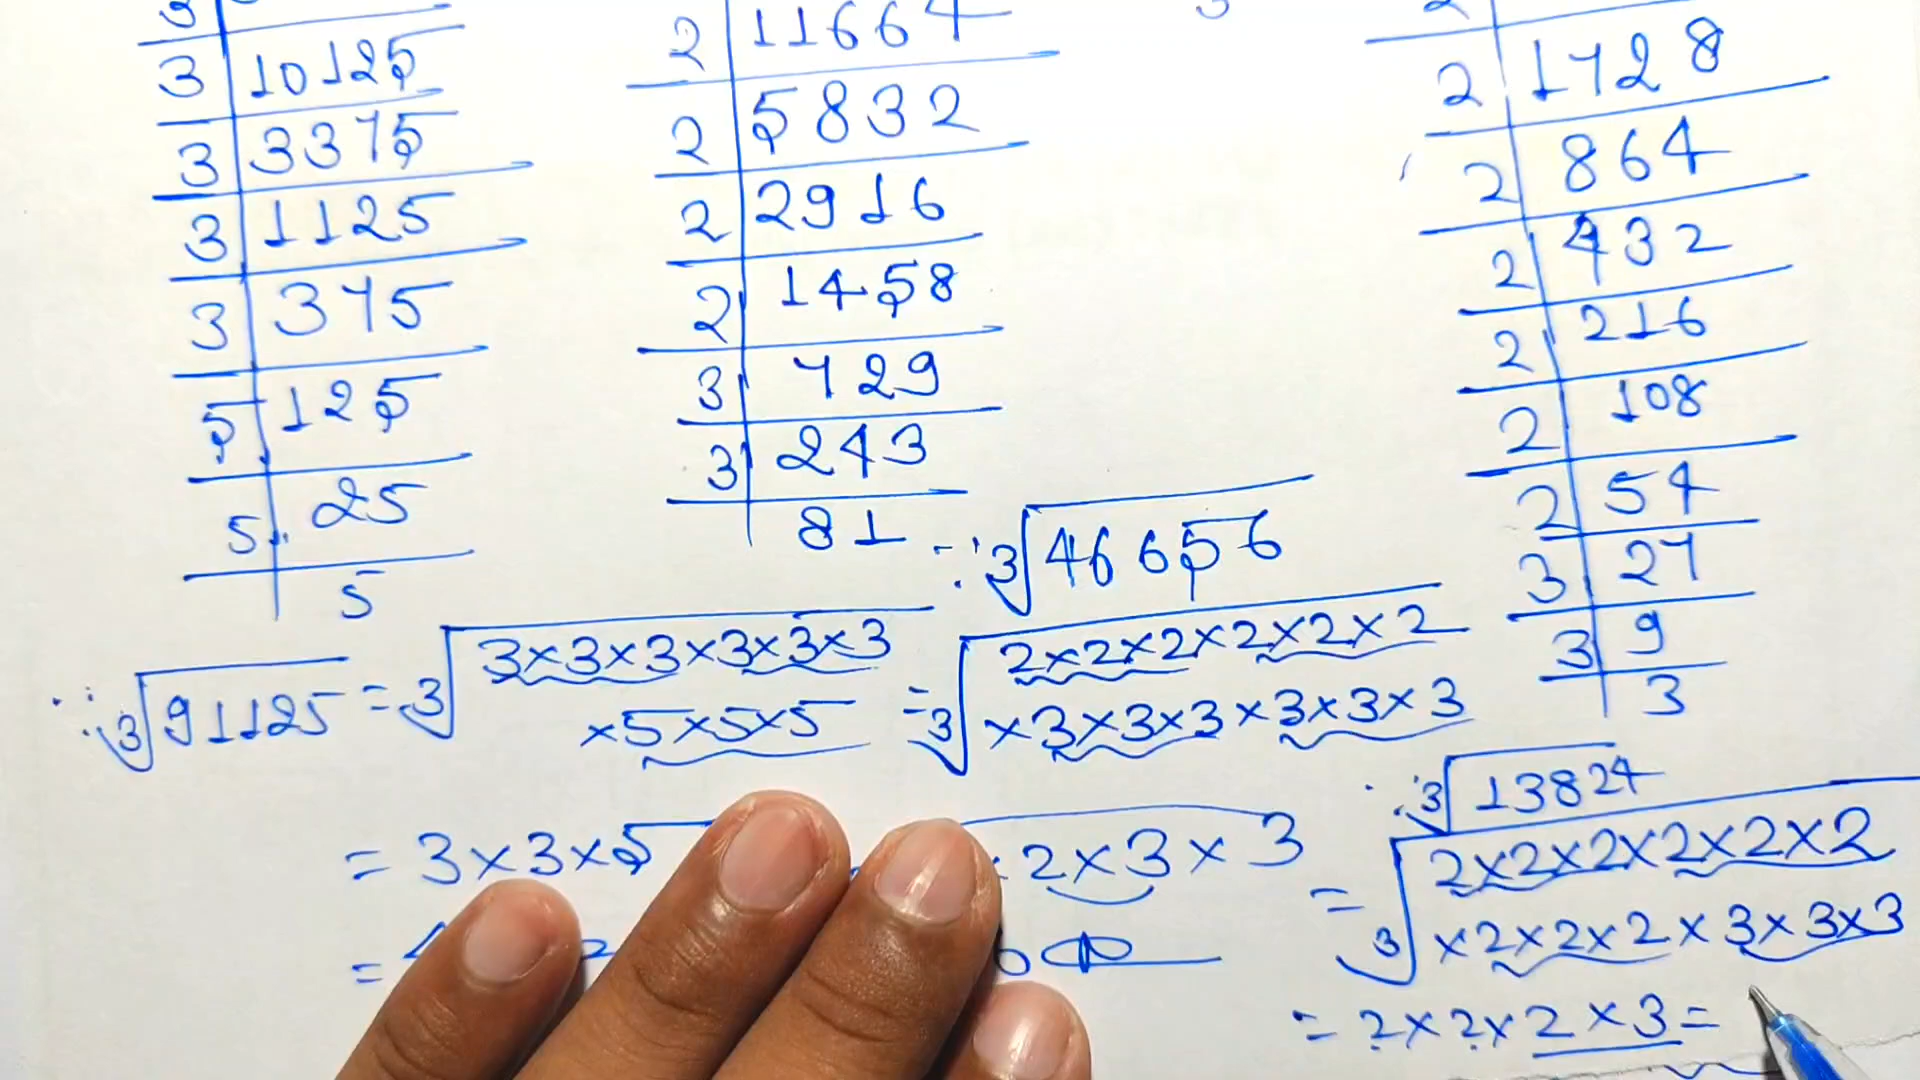 3
3 | 10125
3 | 3375
3 | 1125
3 | 375
5 | 125
5 | 25
5
∴ ∛91125 = ∛3×3×3×3×3×3
×5×5×5
= 3×3×5
=
2 | 11664
2 | 5832
2 | 2916
2 | 1458
3 | 729
3 | 243
81
∴ ∛46656
= ∛2×2×2×2×2×2
×3×3×3×3×3×3
×2×3×3
2
2 | 1728
2 | 864
2 | 432
2 | 216
2 | 108
2 | 54
3 | 27
3 | 9
3
∴ ∛13824
= ∛2×2×2×2×2×2
×2×2×2×3×3×3
= 2×2×2×3=